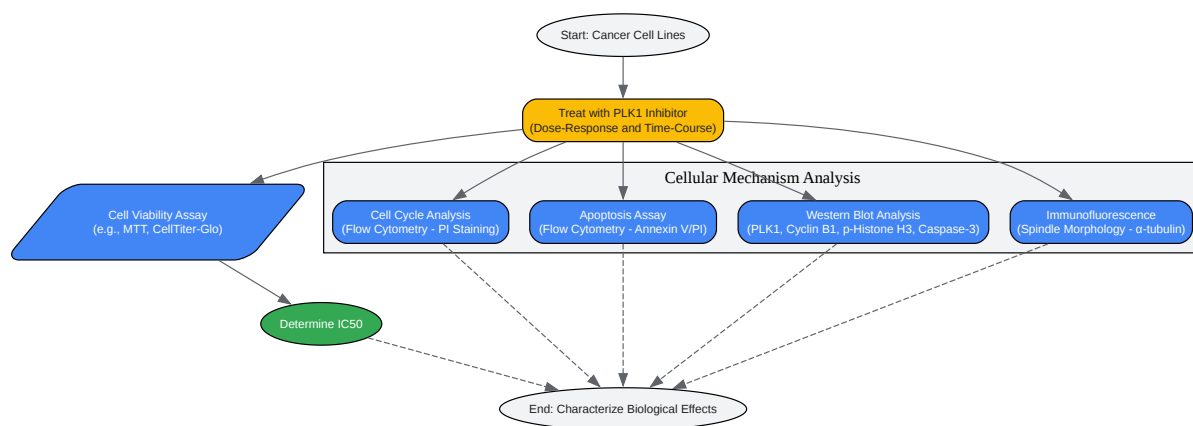 Start: Cancer Cell Lines
Treat with PLK1 Inhibitor
(Dose-Response and Time-Course)
Cellular Mechanism Analysis
Cell Viability Assay
(e.g., MTT, CellTiter-Glo)
Cell Cycle Analysis
(Flow Cytometry - PI Staining)
Apoptosis Assay
(Flow Cytometry - Annexin V/PI)
Western Blot Analysis
(PLK1, Cyclin B1, p-Histone H3, Caspase-3)
Immunofluorescence
(Spindle Morphology - α-tubulin)
Determine IC50
End: Characterize Biological Effects